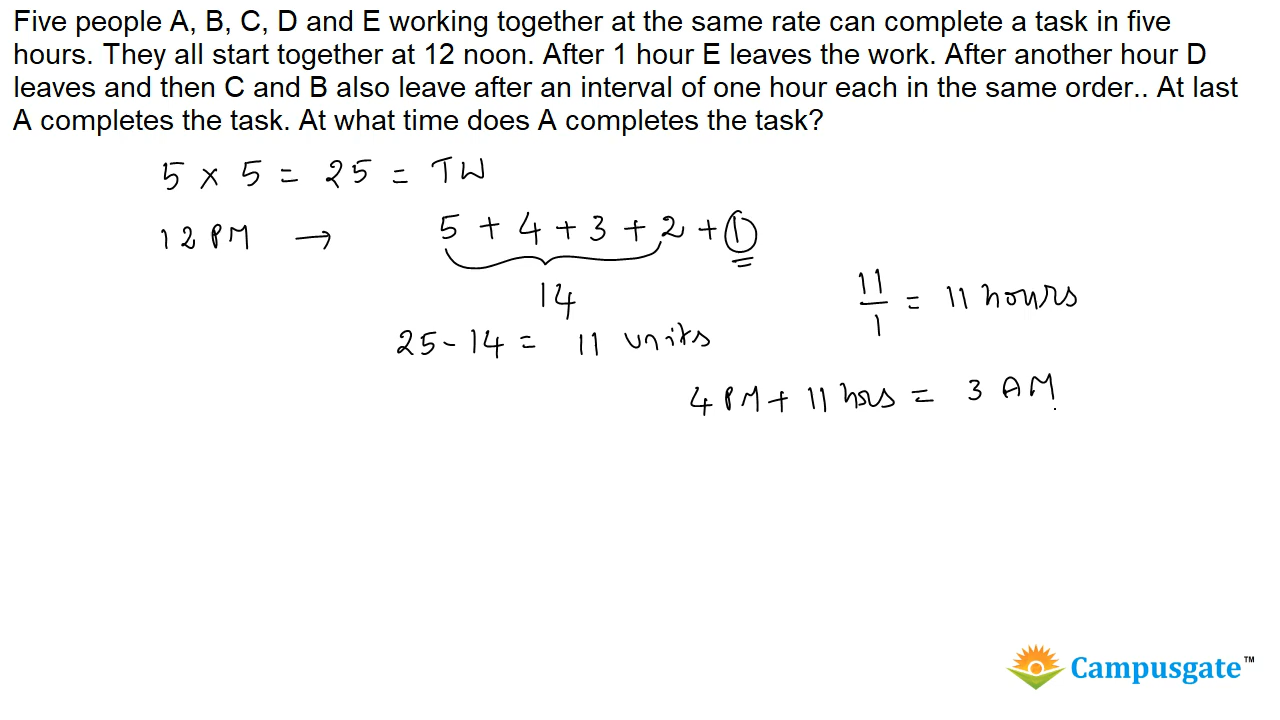 Five people A, B, C, D and E working together at the same rate can complete a task in five
hours. They all start together at 12 noon. After 1 hour E leaves the work. After another hour D
leaves and then C and B also leave after an interval of one hour each in the same order.. At last
A completes the task. At what time does A completes the task?
5 × 5 = 25 = TW
12 PM → 5 + 4 + 3 + 2 + 1
14
11/1 = 11 hours
25 - 14 = 11 units
4 PM + 11 hrs = 3 AM
Campusgate™